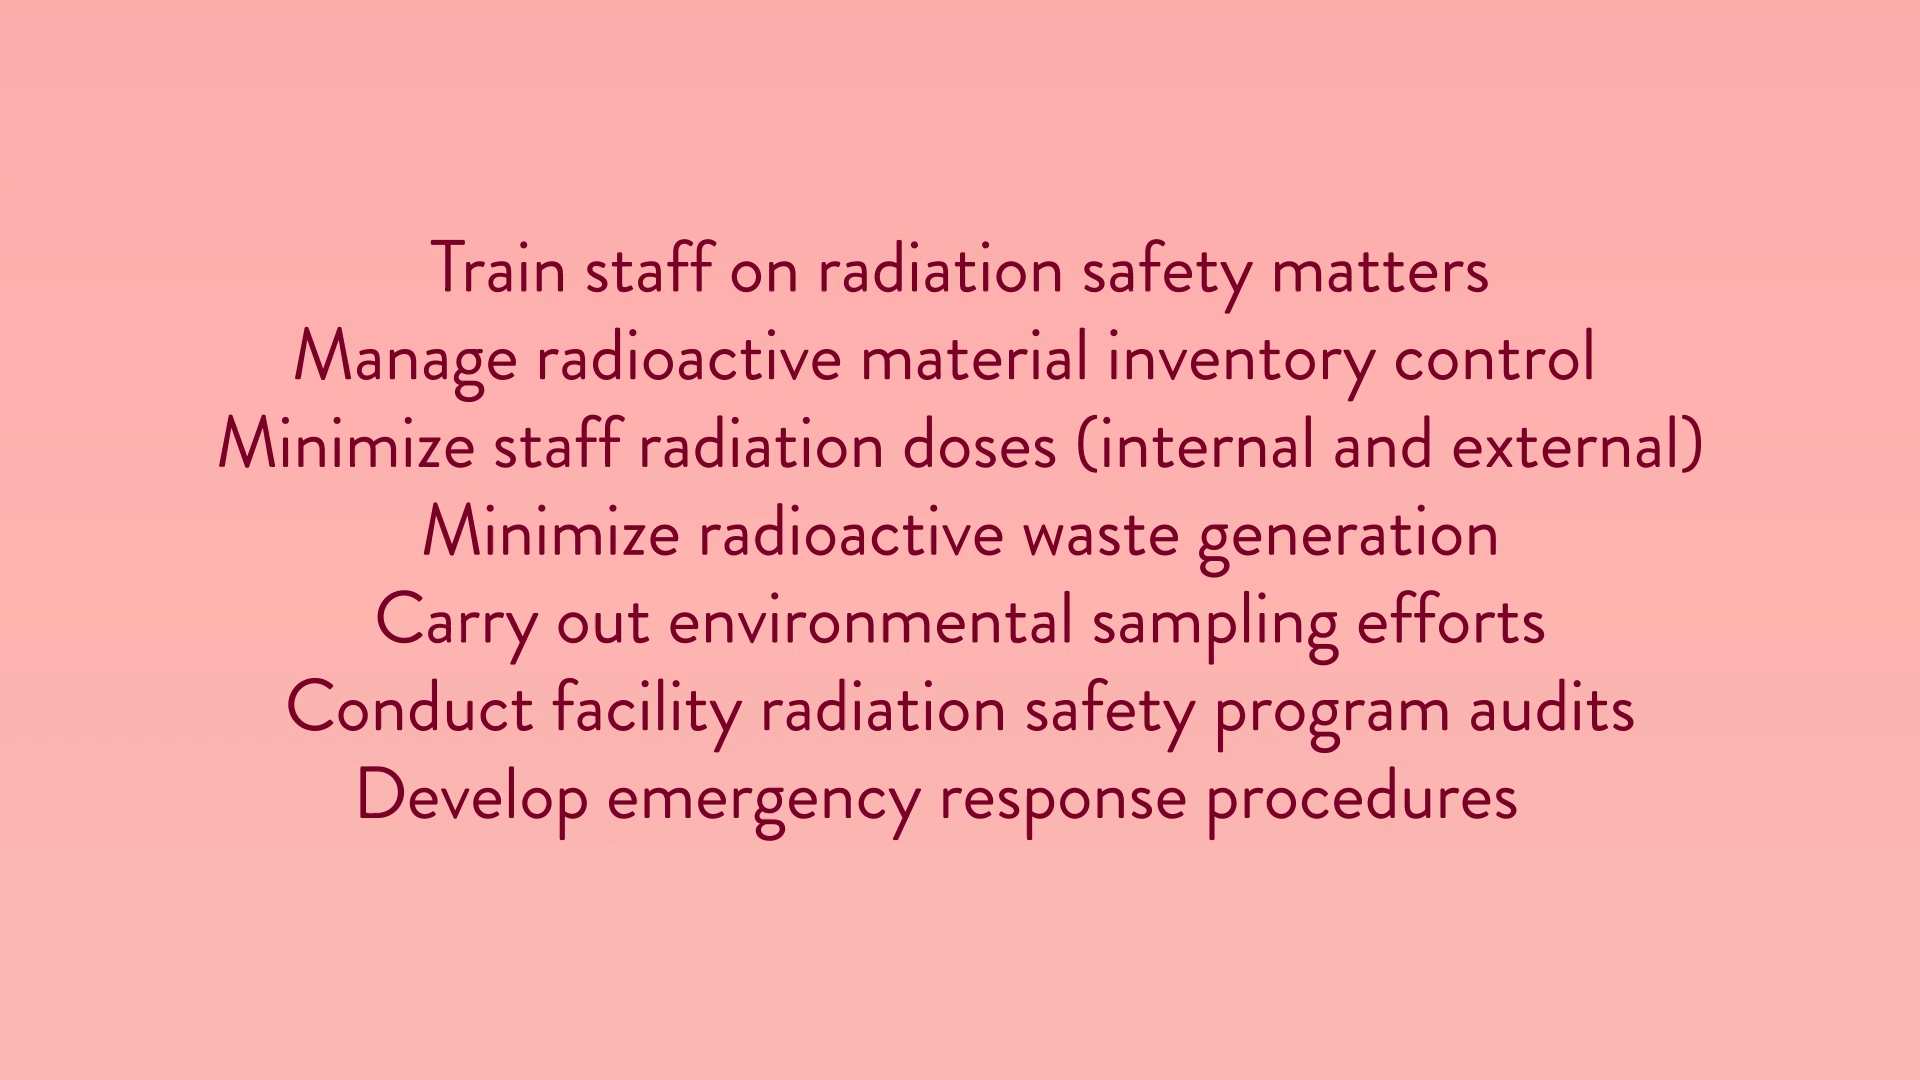 Train staff on radiation safety matters
Manage radioactive material inventory control
Minimize staff radiation doses (internal and external)
Minimize radioactive waste generation
Carry out environmental sampling efforts
Conduct facility radiation safety program audits
Develop emergency response procedures